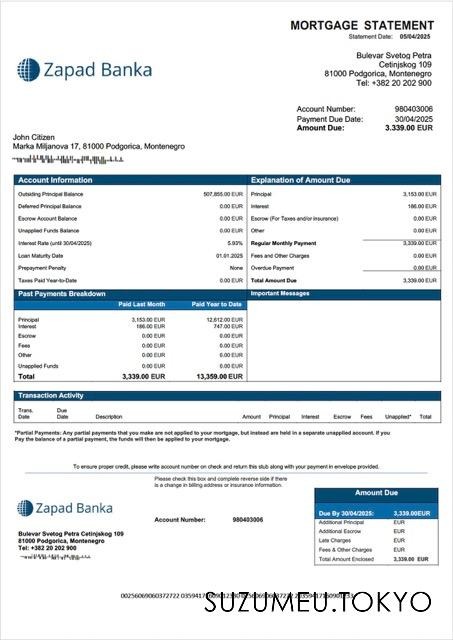 MORTGAGE STATEMENT
Statement Date: 05/04/2025
Zapad Banka
Bulevar Svetog Petra
Cetinjskog 109
81000 Podgorica, Montenegro
Tel: +382 20 202 900
Account Number: 980403006
Payment Due Date: 30/04/2025
Amount Due: 3.339.00 EUR
John Citizen
Marka Miljanova 17, 81000 Podgorica, Montenegro
Account Information
Outsiding Principal Balance 507,855.00 EUR
Deferred Principal Balance 0.00 EUR
Escrow Account Balance 0.00 EUR
Unapplied Funds Balance 0.00 EUR
Interest Rate (until 30/04/2025) 5.93%
Loan Maturity Date 01.01.2025
Prepayment Penalty None
Taxes Paid Year-to-Date 0.00 EUR
Explanation of Amount Due
Principal 3,153.00 EUR
Interest 186.00 EUR
Escrow (For Taxes and/or insurance) 0.00 EUR
Other 0.00 EUR
Regular Monthly Payment 3,339.00 EUR
Fees and Other Charges 0.00 EUR
Overdue Payment 0.00 EUR
Total Amount Due 3,339.00 EUR
Past Payments Breakdown
Paid Last Month Paid Year to Date
Principal 3,153.00 EUR 12,612.00 EUR
Interest 186.00 EUR 747.00 EUR
Escrow 0.00 EUR 0.00 EUR
Fees 0.00 EUR 0.00 EUR
Other 0.00 EUR 0.00 EUR
Unapplied Funds 0.00 EUR 0.00 EUR
Total 3,339.00 EUR 13,359.00 EUR
Important Messages
Transaction Activity
Trans. Date Due Date Description Amount Principal Interest Escrow Fees Unapplied* Total
*Partial Payments: Any partial payments that you make are not applied to your mortgage, but instead are held in a separate unapplied account. If you
Pay the balance of a partial payment, the funds will then be applied to your mortgage.
To ensure proper credit, please write account number on check and return this stub along with your payment in envelope provided.
Please check this box and complete reverse side if there
is a change in billing address or insurance information.
Zapad Banka
Account Number: 980403006
Bulevar Svetog Petra Cetinjskog 109
81000 Podgorica, Montenegro
Tel: +382 20 202 900
Amount Due
Due By 30/04/2025: 3,339.00EUR
Additional Principal EUR
Additional Escrow EUR
Late Charges EUR
Fees & Other Charges EUR
Total Amount Enclosed 3,339.00 EUR
SUZUMEU.TOKYO